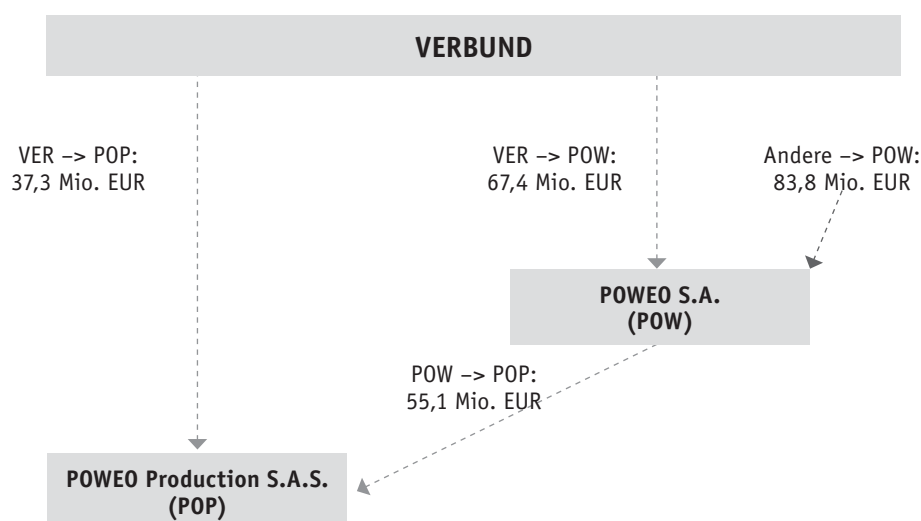 VERBUND
VER –> POP:
37,3 Mio. EUR
VER –> POW:
67,4 Mio. EUR
Andere –> POW:
83,8 Mio. EUR
POWEO S.A.
(POW)
POW –> POP:
55,1 Mio. EUR
POWEO Production S.A.S.
(POP)